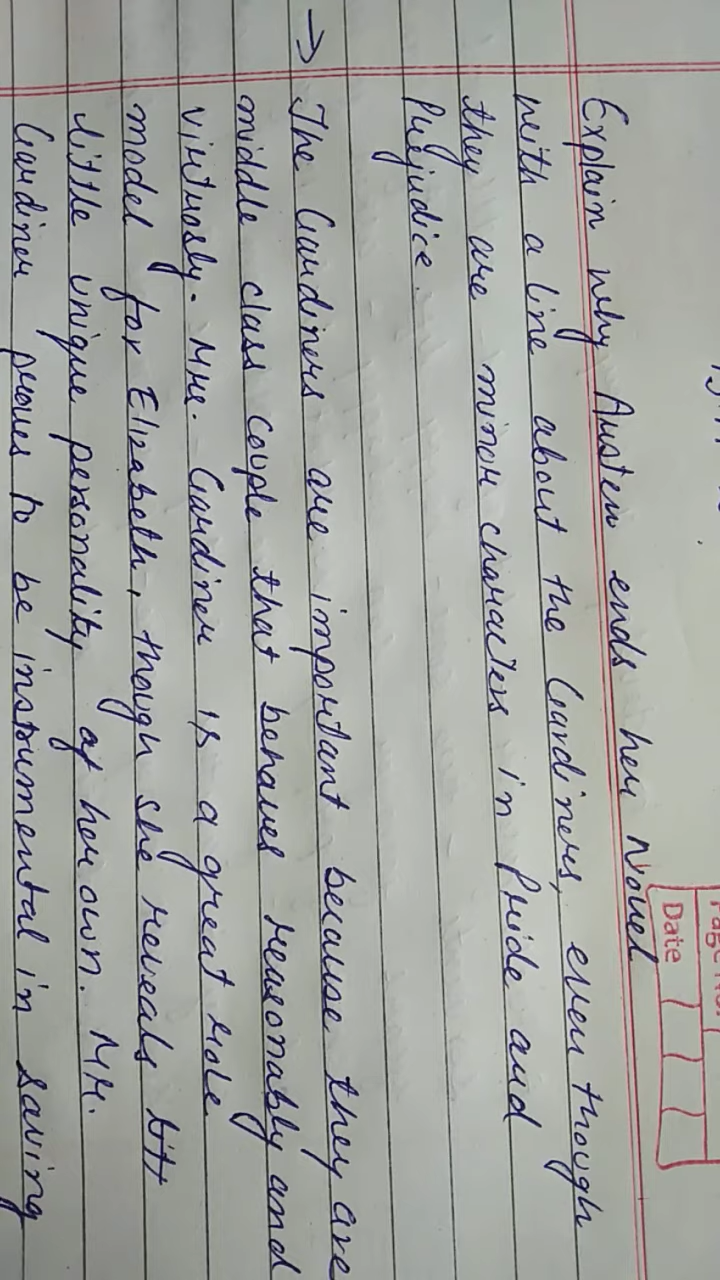 Page No.
Date
Explain why Austen ends her Novel
with a line about the Gardiners, even though
they are minor characters in Pride and
Prejudice.
→ The Gardiners are important because they are
middle class couple that behaves reasonably and
virtuosly. Mrs. Gardiner is a great role
model for Elizabeth, though she reveals
little unique personality of her own. Mr.
Gardiner proves to be instrumental in saving